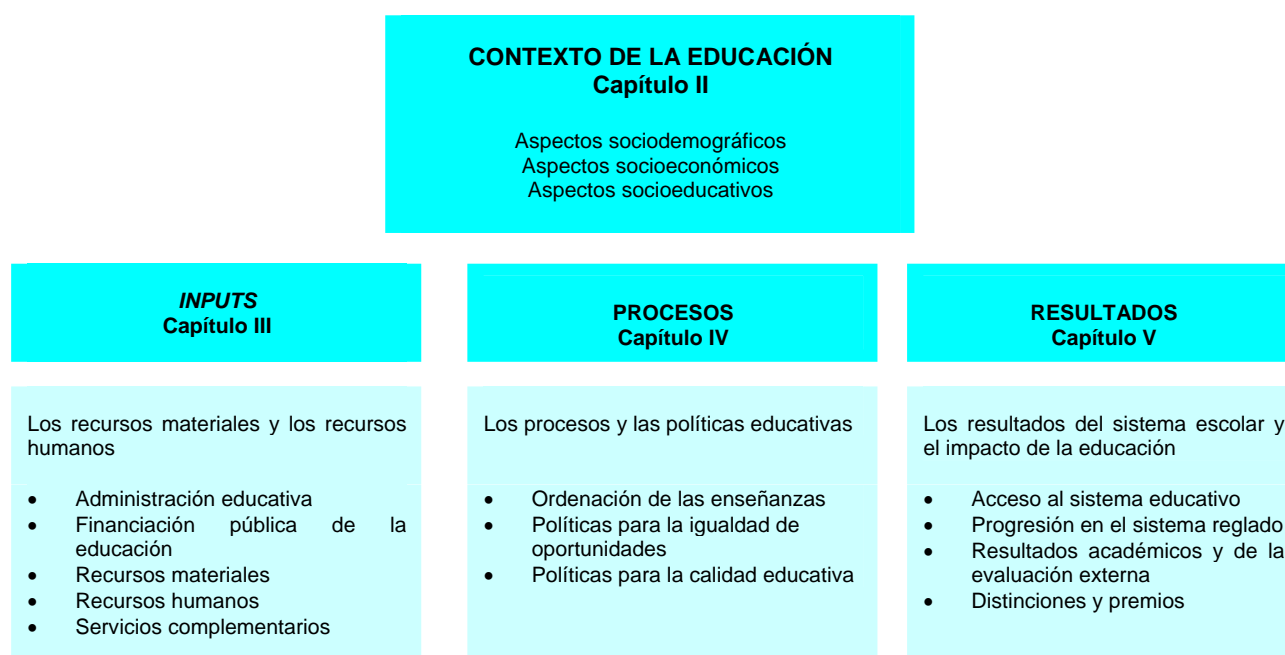 CONTEXTO DE LA EDUCACIÓN
Capítulo II
Aspectos sociodemográficos
Aspectos socioeconómicos
Aspectos socioeducativos
INPUTS
Capítulo III
Los recursos materiales y los recursos
humanos
• Administración educativa
• Financiación pública de la
educación
• Recursos materiales
• Recursos humanos
• Servicios complementarios
PROCESOS
Capítulo IV
Los procesos y las políticas educativas
• Ordenación de las enseñanzas
• Políticas para la igualdad de
oportunidades
• Políticas para la calidad educativa
RESULTADOS
Capítulo V
Los resultados del sistema escolar y
el impacto de la educación
• Acceso al sistema educativo
• Progresión en el sistema reglado
• Resultados académicos y de la
evaluación externa
• Distinciones y premios